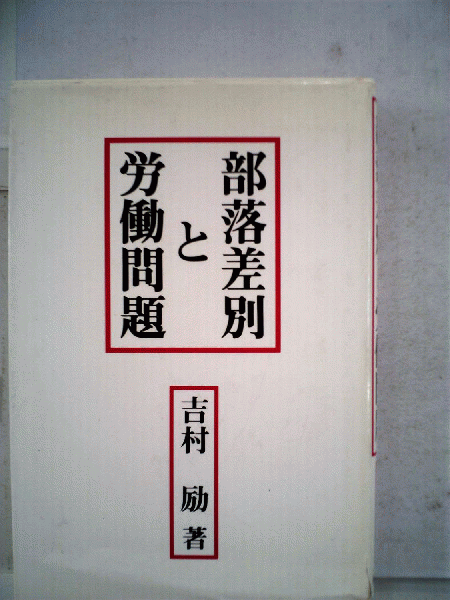 部落差別
と
労働問題
吉村 励 著